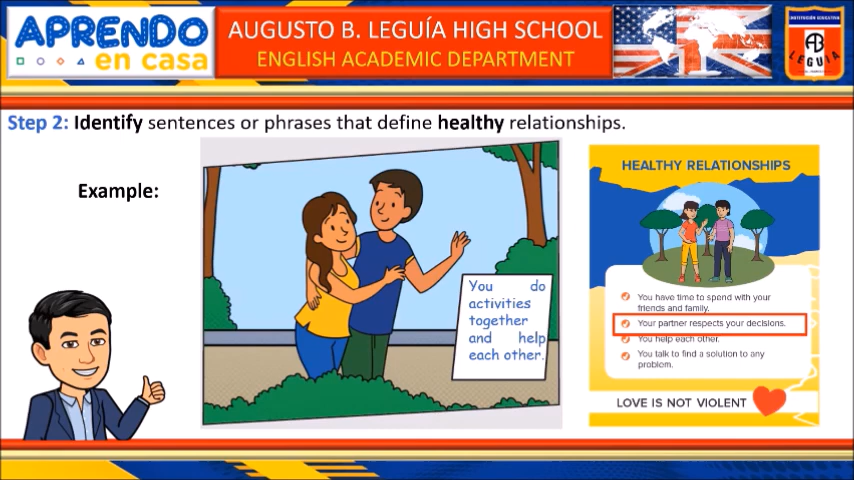 APRENDO
en casa
AUGUSTO B. LEGUÍA HIGH SCHOOL
ENGLISH ACADEMIC DEPARTMENT
INSTITUCIÓN EDUCATIVA
AB
LEGUIA
Step 2: Identify sentences or phrases that define healthy relationships.
Example:
You do
activities
together
and help
each other.
HEALTHY RELATIONSHIPS
You have time to spend with your
friends and family.
Your partner respects your decisions.
You help each other.
You talk to find a solution to any
problem.
LOVE IS NOT VIOLENT